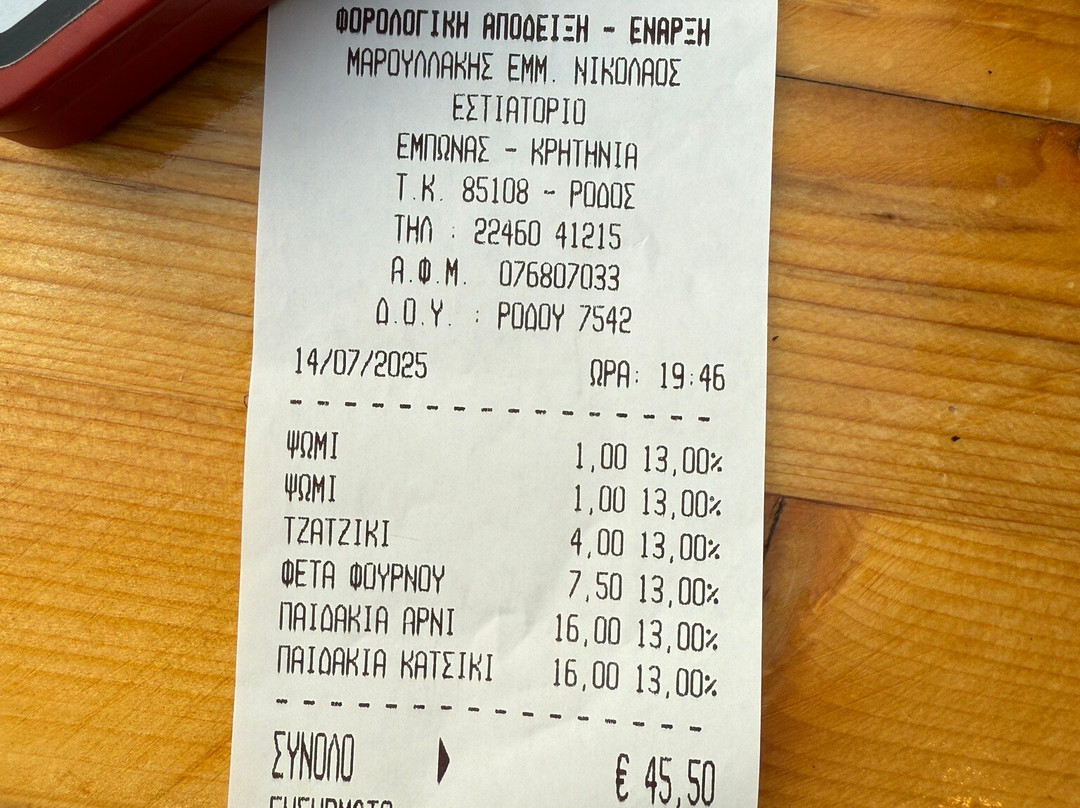 ΦΟΡΟΛΟΓΙΚΗ ΑΠΟΔΕΙΞΗ - ΕΝΑΡΞΗ
ΜΑΡΟΥΛΛΑΚΗΣ ΕΜΜ. ΝΙΚΟΛΑΟΣ
ΕΣΤΙΑΤΟΡΙΟ
ΕΜΠΩΝΑΣ - ΚΡΗΤΗΝΙΑ
Τ.Κ. 85108 - ΡΟΔΟΣ
ΤΗΛ : 22460 41215
Α.Φ.Μ. 076807033
Δ.Ο.Υ. : ΡΟΔΟΥ 7542
14/07/2025 ΩΡΑ: 19:46
ΨΩΜΙ 1,00 13,00%
ΨΩΜΙ 1,00 13,00%
ΤΖΑΤΖΙΚΙ 4,00 13,00%
ΦΕΤΑ ΦΟΥΡΝΟΥ 7,50 13,00%
ΠΑΙΔΑΚΙΑ ΑΡΝΙ 16,00 13,00%
ΠΑΙΔΑΚΙΑ ΚΑΤΣΙΚΙ 16,00 13,00%
ΣΥΝΟΛΟ € 45,50